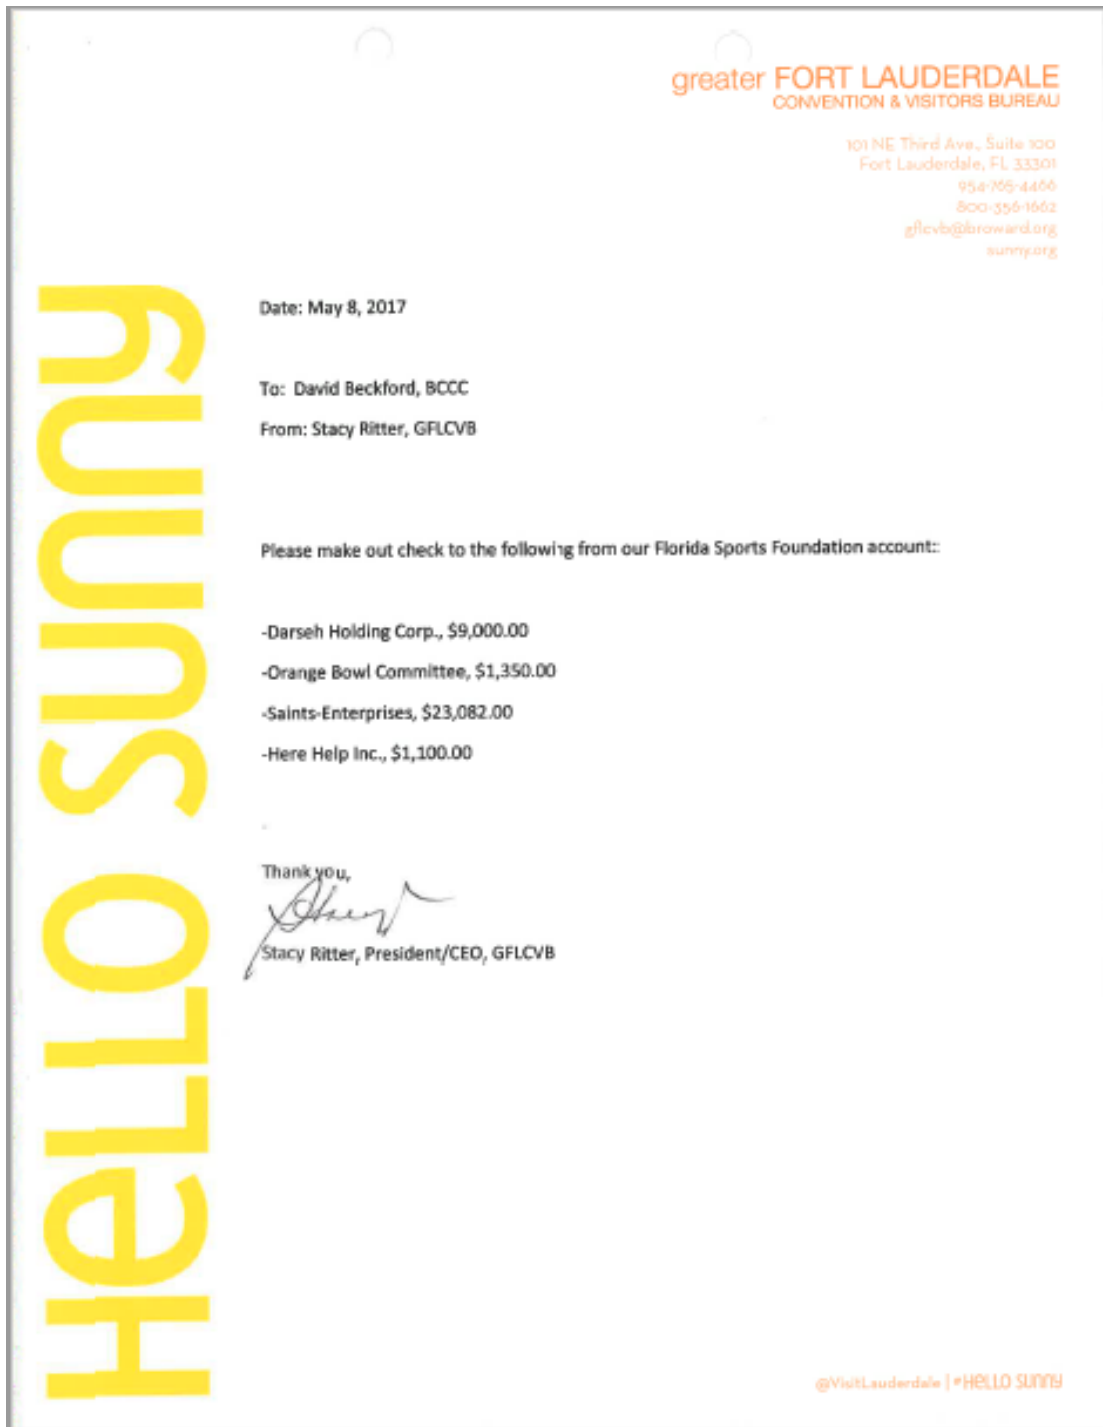 greater FORT LAUDERDALE
CONVENTION & VISITORS BUREAU
101 NE Third Ave., Suite 100
Fort Lauderdale, FL 33301
954-765-4466
800-356-1662
gflcvb@broward.org
sunny.org
HELLO SUNNY
Date: May 8, 2017
To: David Beckford, BCCC
From: Stacy Ritter, GFLCVB
Please make out check to the following from our Florida Sports Foundation account::
-Darseh Holding Corp., $9,000.00
-Orange Bowl Committee, $1,350.00
-Saints-Enterprises, $23,082.00
-Here Help Inc., $1,100.00
Thank you,
Stacy Ritter, President/CEO, GFLCVB
@VisitLauderdale | #HELLO SUNNY